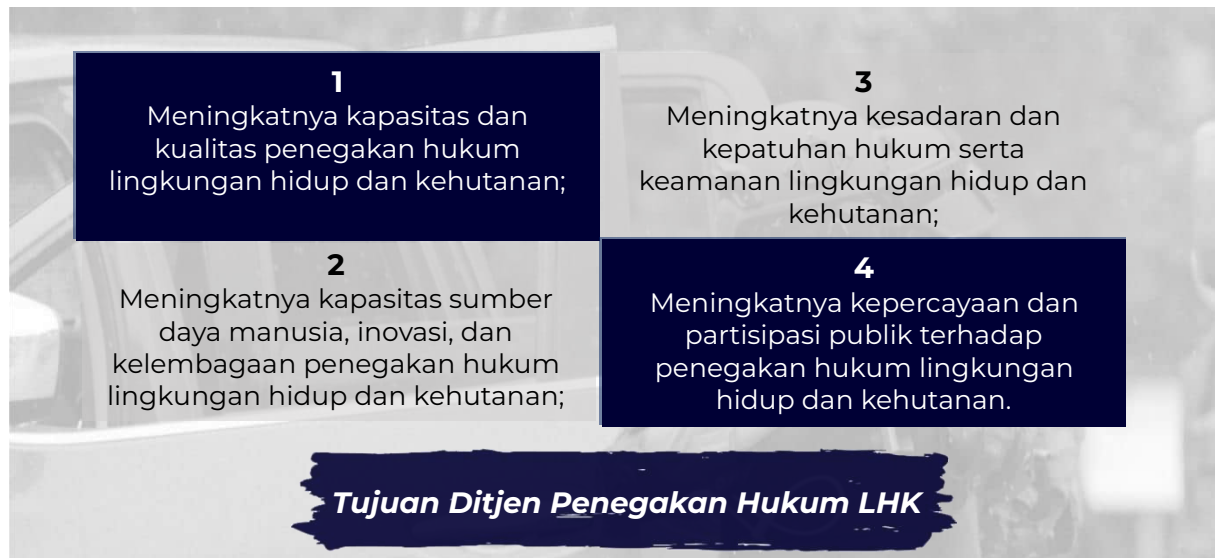 1
Meningkatnya kapasitas dan
kualitas penegakan hukum
lingkungan hidup dan kehutanan;
2
Meningkatnya kapasitas sumber
daya manusia, inovasi, dan
kelembagaan penegakan hukum
lingkungan hidup dan kehutanan;
3
Meningkatnya kesadaran dan
kepatuhan hukum serta
keamanan lingkungan hidup dan
kehutanan;
4
Meningkatnya kepercayaan dan
partisipasi publik terhadap
penegakan hukum lingkungan
hidup dan kehutanan.
Tujuan Ditjen Penegakan Hukum LHK